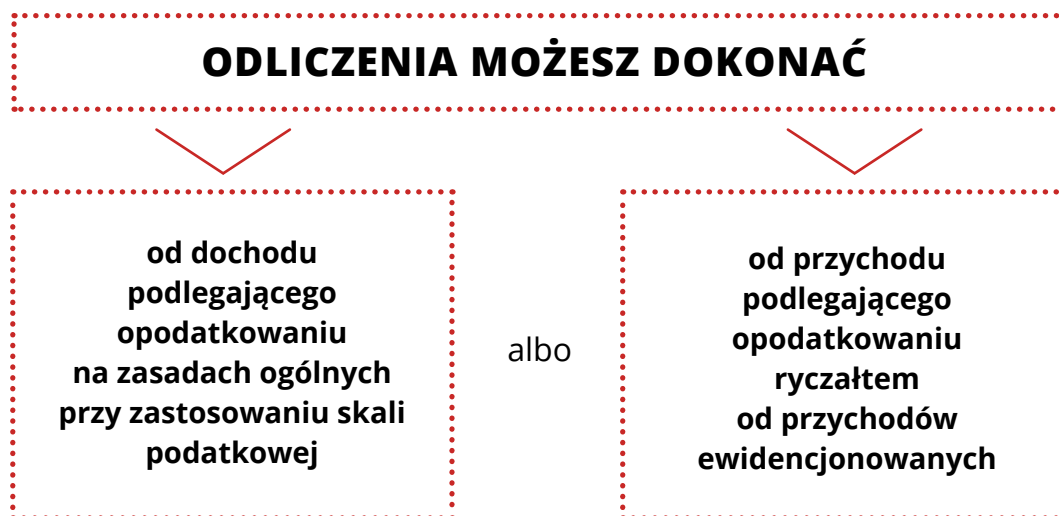 ODLICZENIA MOŻESZ DOKONAĆ
od dochodu
podlegającego
opodatkowaniu
na zasadach ogólnych
przy zastosowaniu skali
podatkowej
albo
od przychodu
podlegającego
opodatkowaniu
ryczałtem
od przychodów
ewidencjonowanych